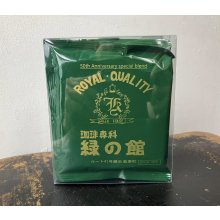 50th Anniversary special blend
ROYAL·QUALITY
珈琲専科
緑の館